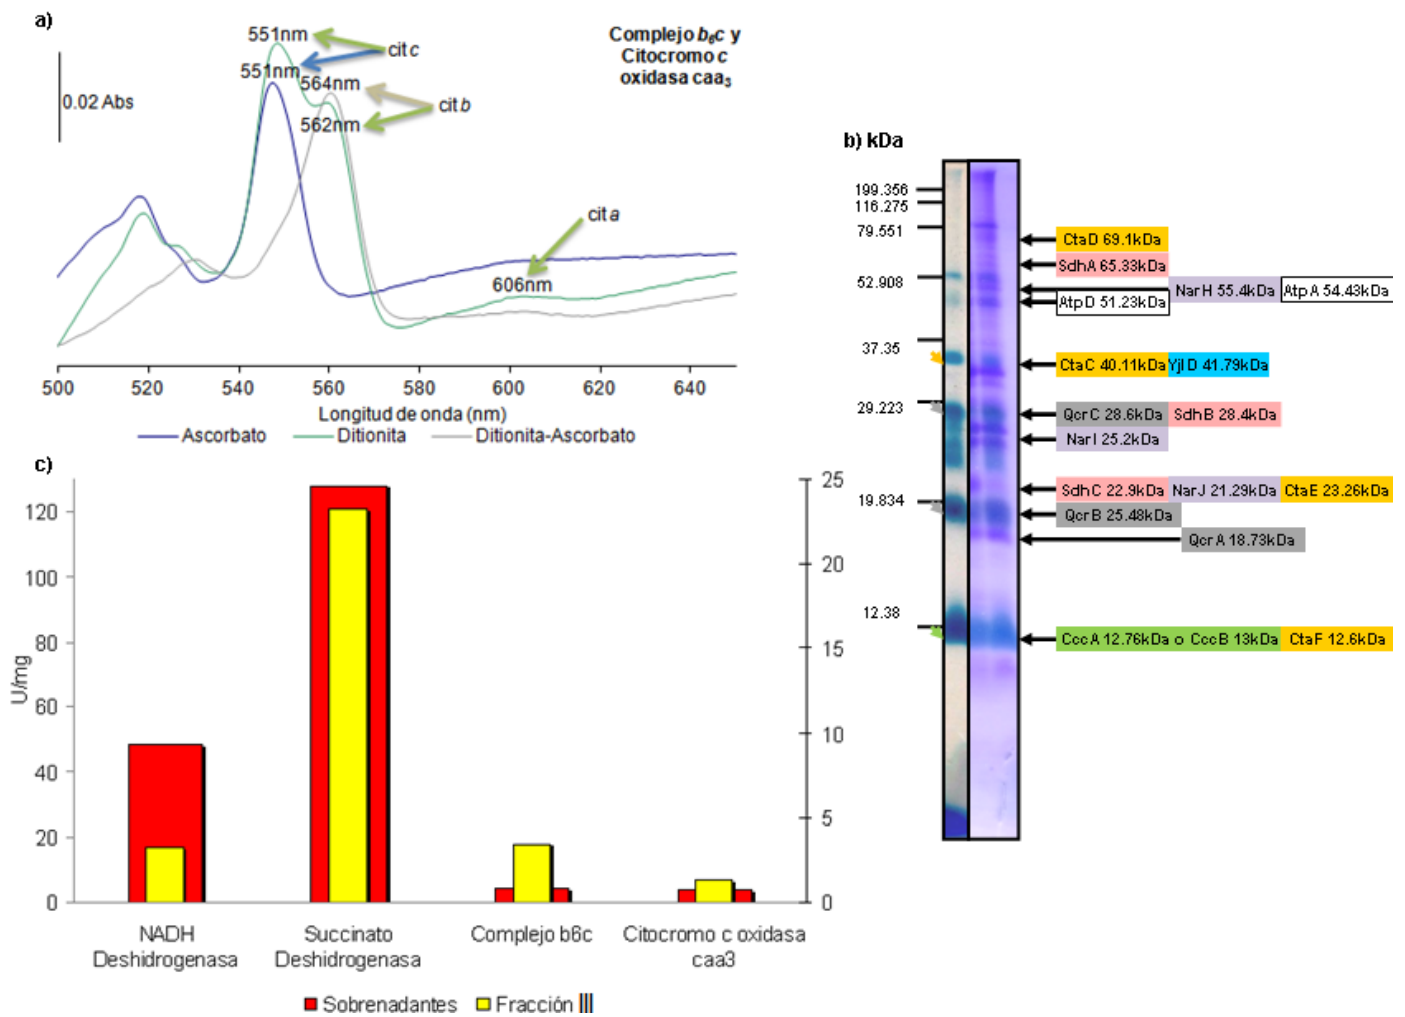 a)
551nm
551nm
cit c
564nm
562nm
cit b
cit a
606nm
0.02 Abs
Complejo b6c y
Citocromo c
oxidasa caa3
500 520 540 560 580 600 620 640
Longitud de onda (nm)
Ascorbato Ditionita Ditionita-Ascorbato
b) kDa
199.356
116.275
79.551
52.908
37.35
29.223
19.834
12.38
CtaD 69.1kDa
SdhA 65.33kDa
NarH 55.4kDa AtpA 54.43kDa
AtpD 51.23kDa
CtaC 40.11kDa YjlD 41.79kDa
QcrC 28.6kDa SdhB 28.4kDa
NarI 25.2kDa
SdhC 22.9kDa NarJ 21.29kDa CtaE 23.26kDa
QcrB 25.48kDa
QcrA 18.73kDa
CccA 12.76kDa o CccB 13kDa CtaF 12.6kDa
c)
U/mg
120
100
80
60
40
20
0
25
20
15
10
5
0
NADH
Deshidrogenasa
Succinato
Deshidrogenasa
Complejo b6c
Citocromo c oxidasa
caa3
Sobrenadantes Fracción III